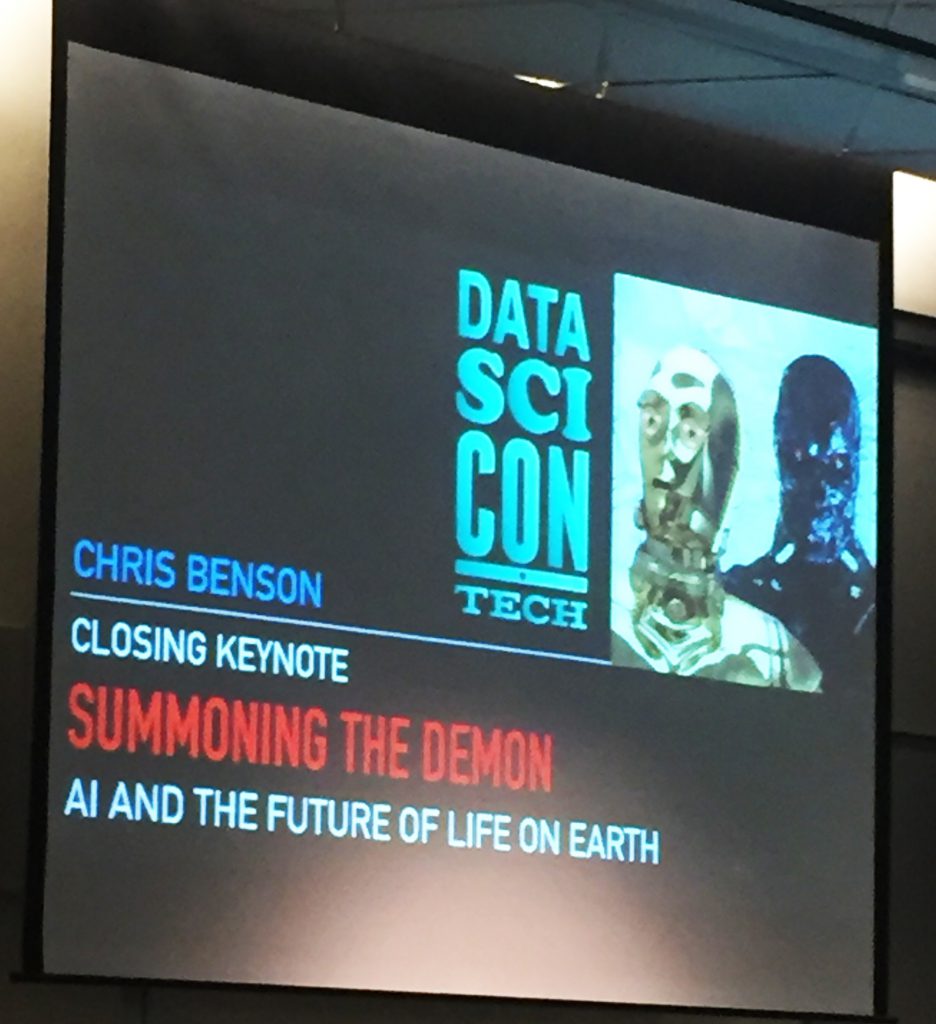 DATA
SCI
CON
TECH
CHRIS BENSON
CLOSING KEYNOTE
SUMMONING THE DEMON
AI AND THE FUTURE OF LIFE ON EARTH